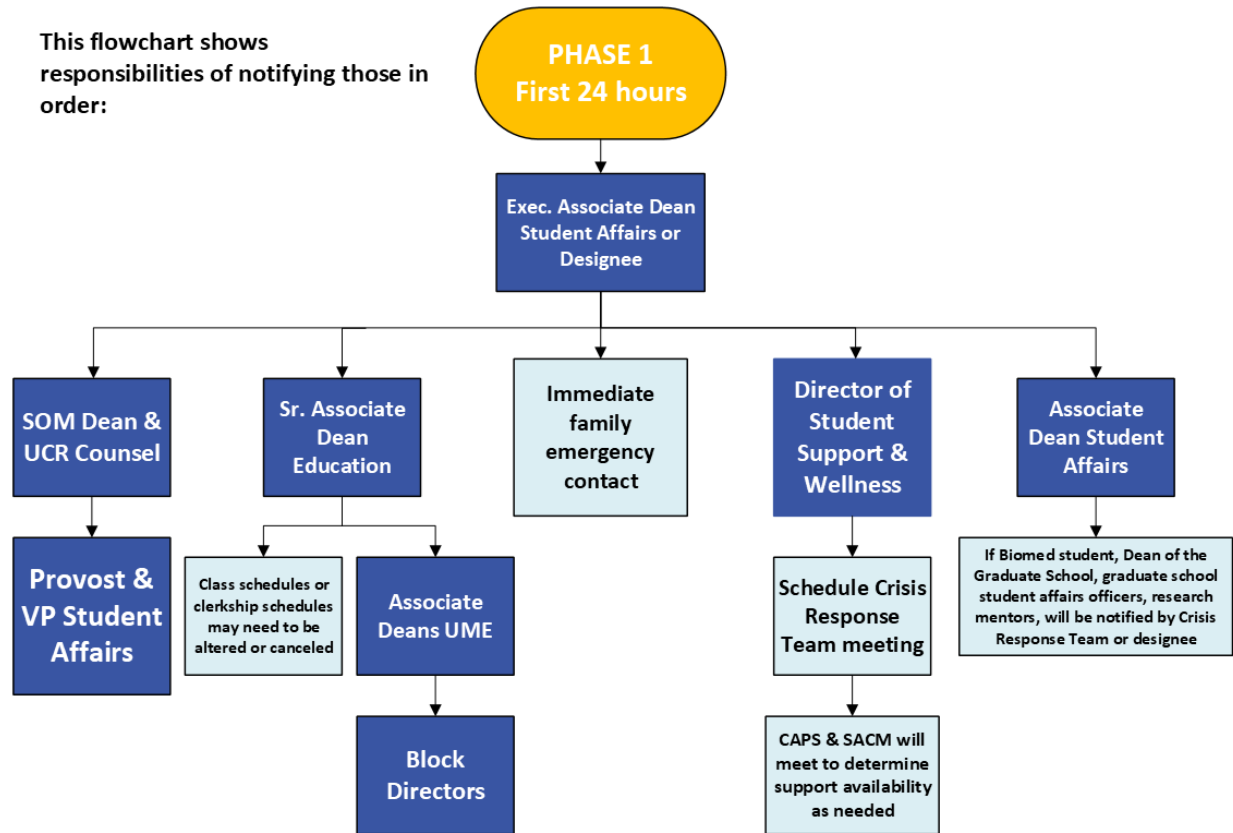 This flowchart shows
responsibilities of notifying those in
order:
PHASE 1
First 24 hours
Exec. Associate Dean
Student Affairs or
Designee
SOM Dean &
UCR Counsel
Sr. Associate
Dean
Education
Immediate
family
emergency
contact
Director of
Student
Support &
Wellness
Associate
Dean Student
Affairs
Provost &
VP Student
Affairs
Class schedules or
clerkship schedules
may need to be
altered or canceled
Associate
Deans UME
Schedule Crisis
Response
Team meeting
If Biomed student, Dean of the
Graduate School, graduate school
student affairs officers, research
mentors, will be notified by Crisis
Response Team or designee
Block
Directors
CAPS & SACM will
meet to determine
support availability
as needed